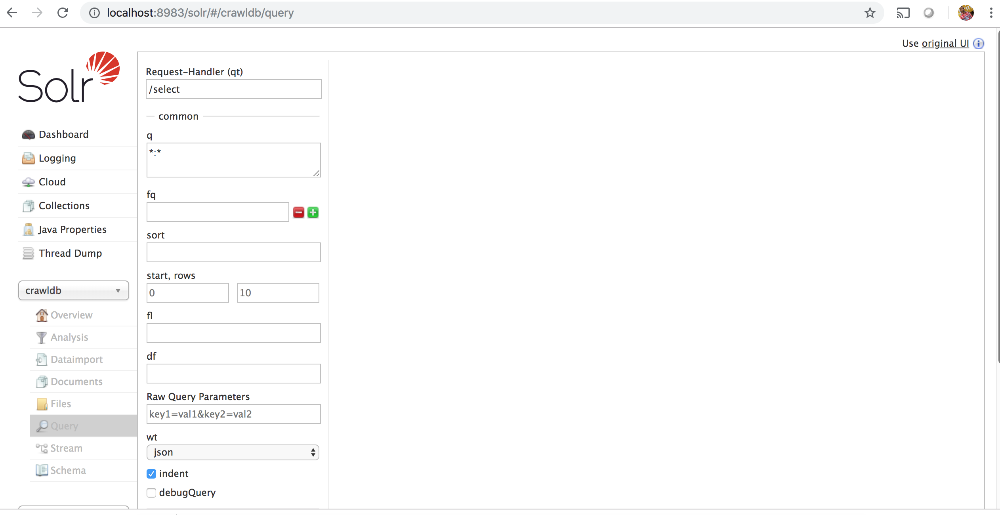 localhost:8983/solr/#/crawldb/query
Use original UI
Solr
Dashboard
Logging
Cloud
Collections
Java Properties
Thread Dump
crawldb
Overview
Analysis
Dataimport
Documents
Files
Query
Stream
Schema
Request-Handler (qt)
/select
common
q
*:*
fq
sort
start, rows
0 10
fl
df
Raw Query Parameters
key1=val1&key2=val2
wt
json
indent
debugQuery